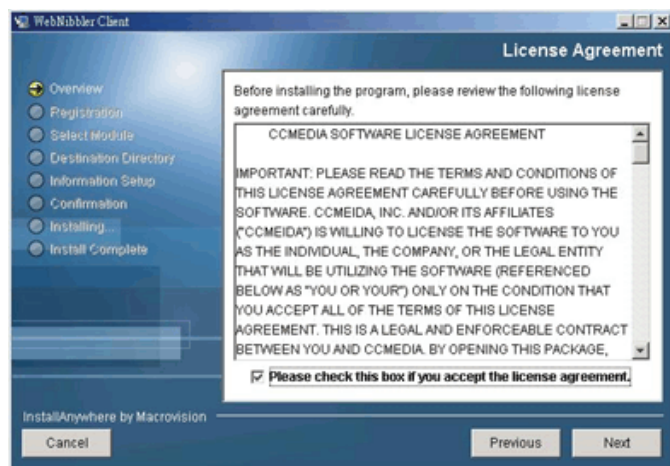 WebNibbler Client
License Agreement
Overview
Registration
Select Module
Destination Directory
Information Setup
Confirmation
Installing...
Install Complete
Before installing the program, please review the following license
agreement carefully.
CCMEDIA SOFTWARE LICENSE AGREEMENT
IMPORTANT: PLEASE READ THE TERMS AND CONDITIONS OF
THIS LICENSE AGREEMENT CAREFULLY BEFORE USING THE
SOFTWARE. CCMEIDA, INC. AND/OR ITS AFFILIATES
("CCMEIDA") IS WILLING TO LICENSE THE SOFTWARE TO YOU
AS THE INDIVIDUAL, THE COMPANY, OR THE LEGAL ENTITY
THAT WILL BE UTILIZING THE SOFTWARE (REFERENCED
BELOW AS "YOU OR YOUR") ONLY ON THE CONDITION THAT
YOU ACCEPT ALL OF THE TERMS OF THIS LICENSE
AGREEMENT. THIS IS A LEGAL AND ENFORCEABLE CONTRACT
BETWEEN YOU AND CCMEDIA. BY OPENING THIS PACKAGE,
Please check this box if you accept the license agreement.
InstallAnywhere by Macrovision
Cancel
Previous
Next